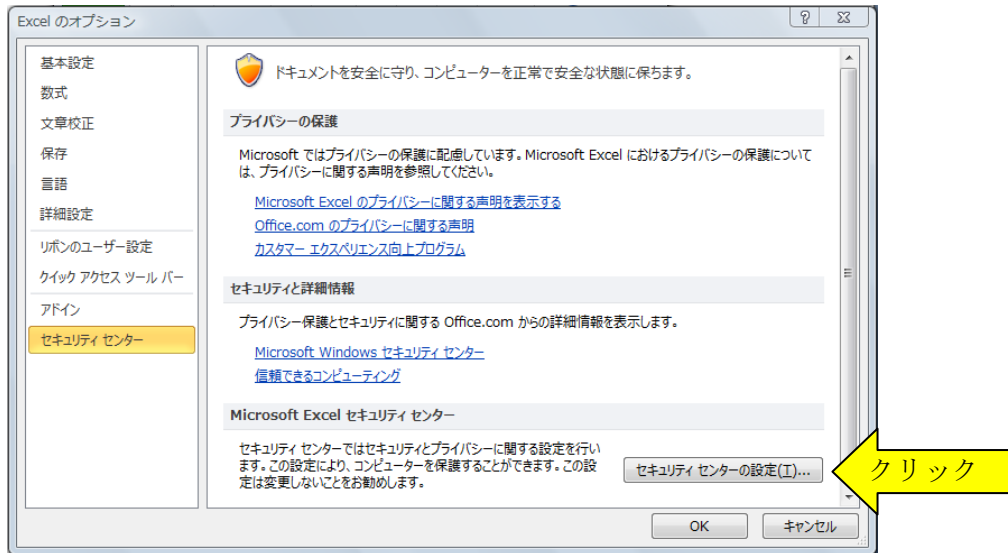 Excel のオプション
基本設定
数式
文章校正
保存
言語
詳細設定
リボンのユーザー設定
クイック アクセス ツール バー
アドイン
セキュリティ センター
ドキュメントを安全に守り、コンピューターを正常で安全な状態に保ちます。
プライバシーの保護
Microsoft ではプライバシーの保護に配慮しています。Microsoft Excel におけるプライバシーの保護について
は、プライバシーに関する声明を参照してください。
Microsoft Excel のプライバシーに関する声明を表示する
Office.com のプライバシーに関する声明
カスタマー エクスペリエンス向上プログラム
セキュリティと詳細情報
プライバシー保護とセキュリティに関する Office.com からの詳細情報を表示します。
Microsoft Windows セキュリティ センター
信頼できるコンピューティング
Microsoft Excel セキュリティ センター
セキュリティ センターではセキュリティとプライバシーに関する設定を行い
ます。この設定により、コンピューターを保護することができます。この設
定は変更しないことをお勧めします。
セキュリティ センターの設定(T)...
クリック
OK
キャンセル